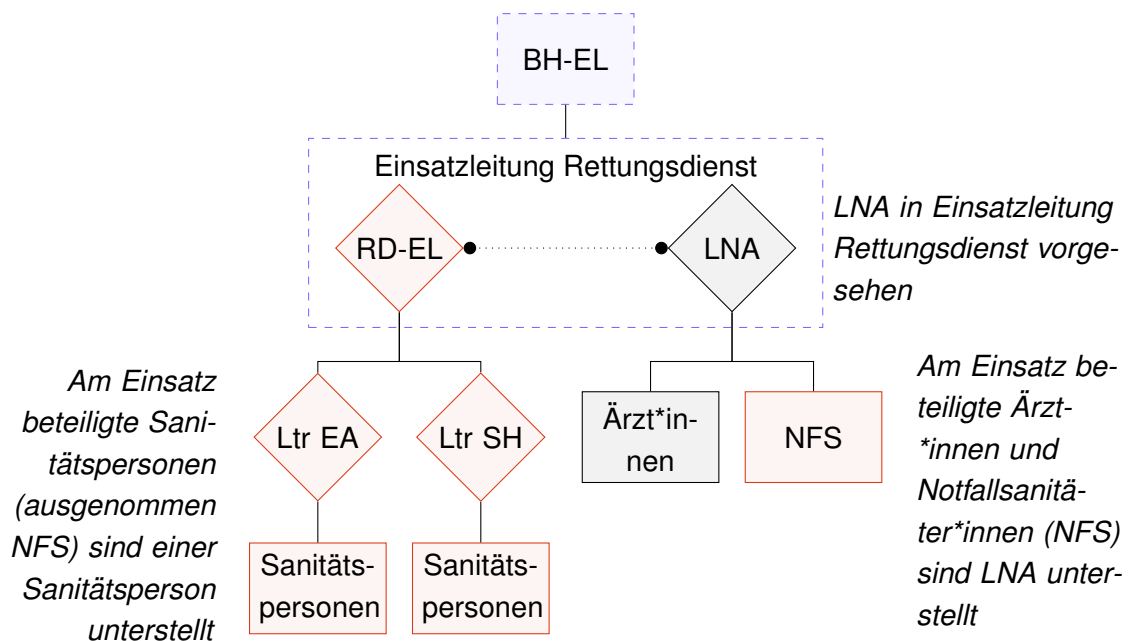 BH-EL
Einsatzleitung Rettungsdienst
RD-EL
LNA
LNA in Einsatzleitung
Rettungsdienst vorge-
sehen
Am Einsatz
beteiligte Sani-
tätspersonen
(ausgenommen
NFS) sind einer
Sanitätsperson
unterstellt
Ltr EA
Ltr SH
Ärzt*in-
nen
NFS
Am Einsatz be-
teiligte Ärzt-
*innen und
Notfallsanitä-
ter*innen (NFS)
sind LNA unter-
stellt
Sanitäts-
personen
Sanitäts-
personen